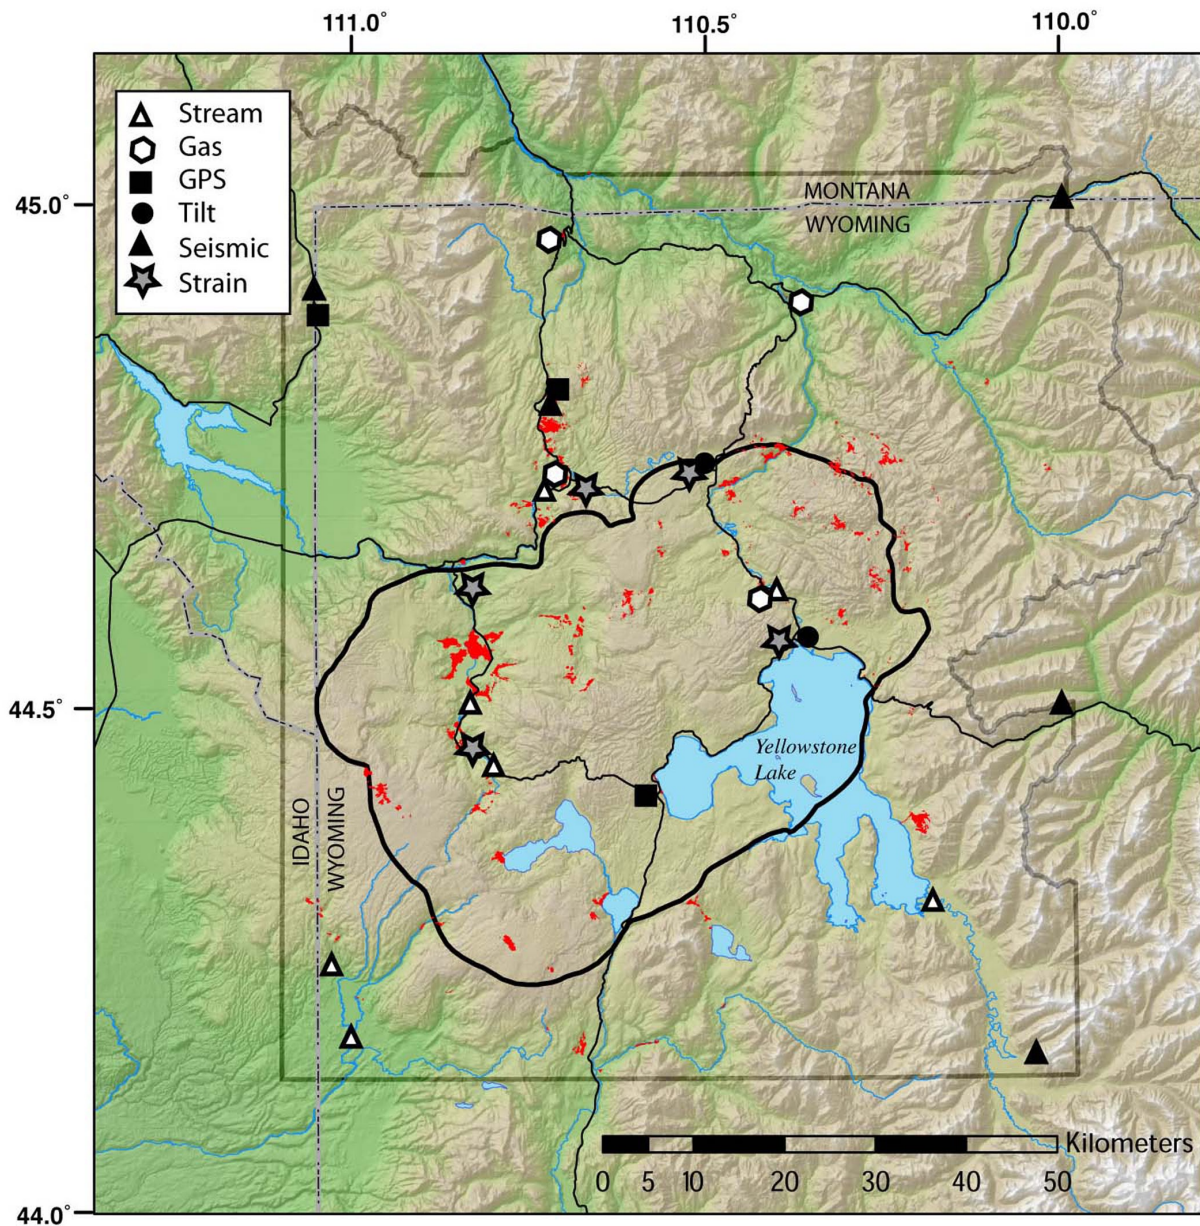 111.0°
110.5°
110.0°
Stream
Gas
GPS
Tilt
Seismic
Strain
45.0°
MONTANA
WYOMING
44.5°
Yellowstone
Lake
IDAHO
WYOMING
Kilometers
0 5 10 20 30 40 50
44.0°